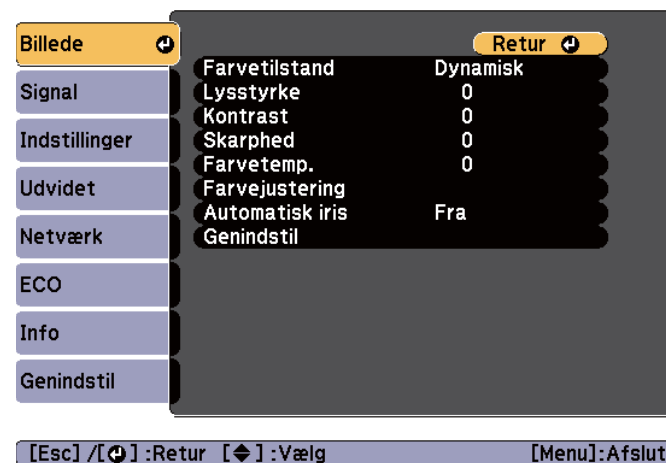 Billede
Signal
Indstillinger
Udvidet
Netværk
ECO
Info
Genindstil
Retur
Farvetilstand Dynamisk
Lysstyrke 0
Kontrast 0
Skarphed 0
Farvetemp. 0
Farvejustering
Automatisk iris Fra
Genindstil
[Esc] /[ ] :Retur [ ] :Vælg [Menu]:Afslut